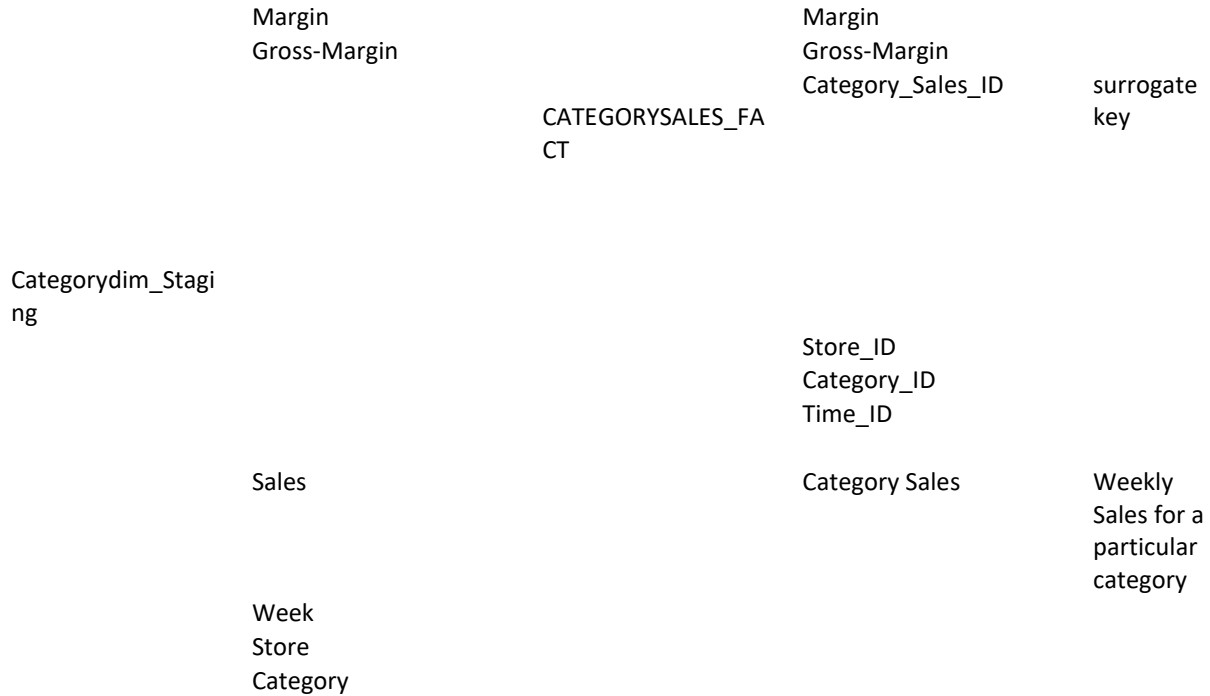 Margin Margin
Gross-Margin Gross-Margin
Category_Sales_ID surrogate
CATEGORYSALES_FA key
CT
Categorydim_Stagi
ng
Store_ID
Category_ID
Time_ID
Sales Category Sales Weekly
Sales for a
particular
category
Week
Store
Category